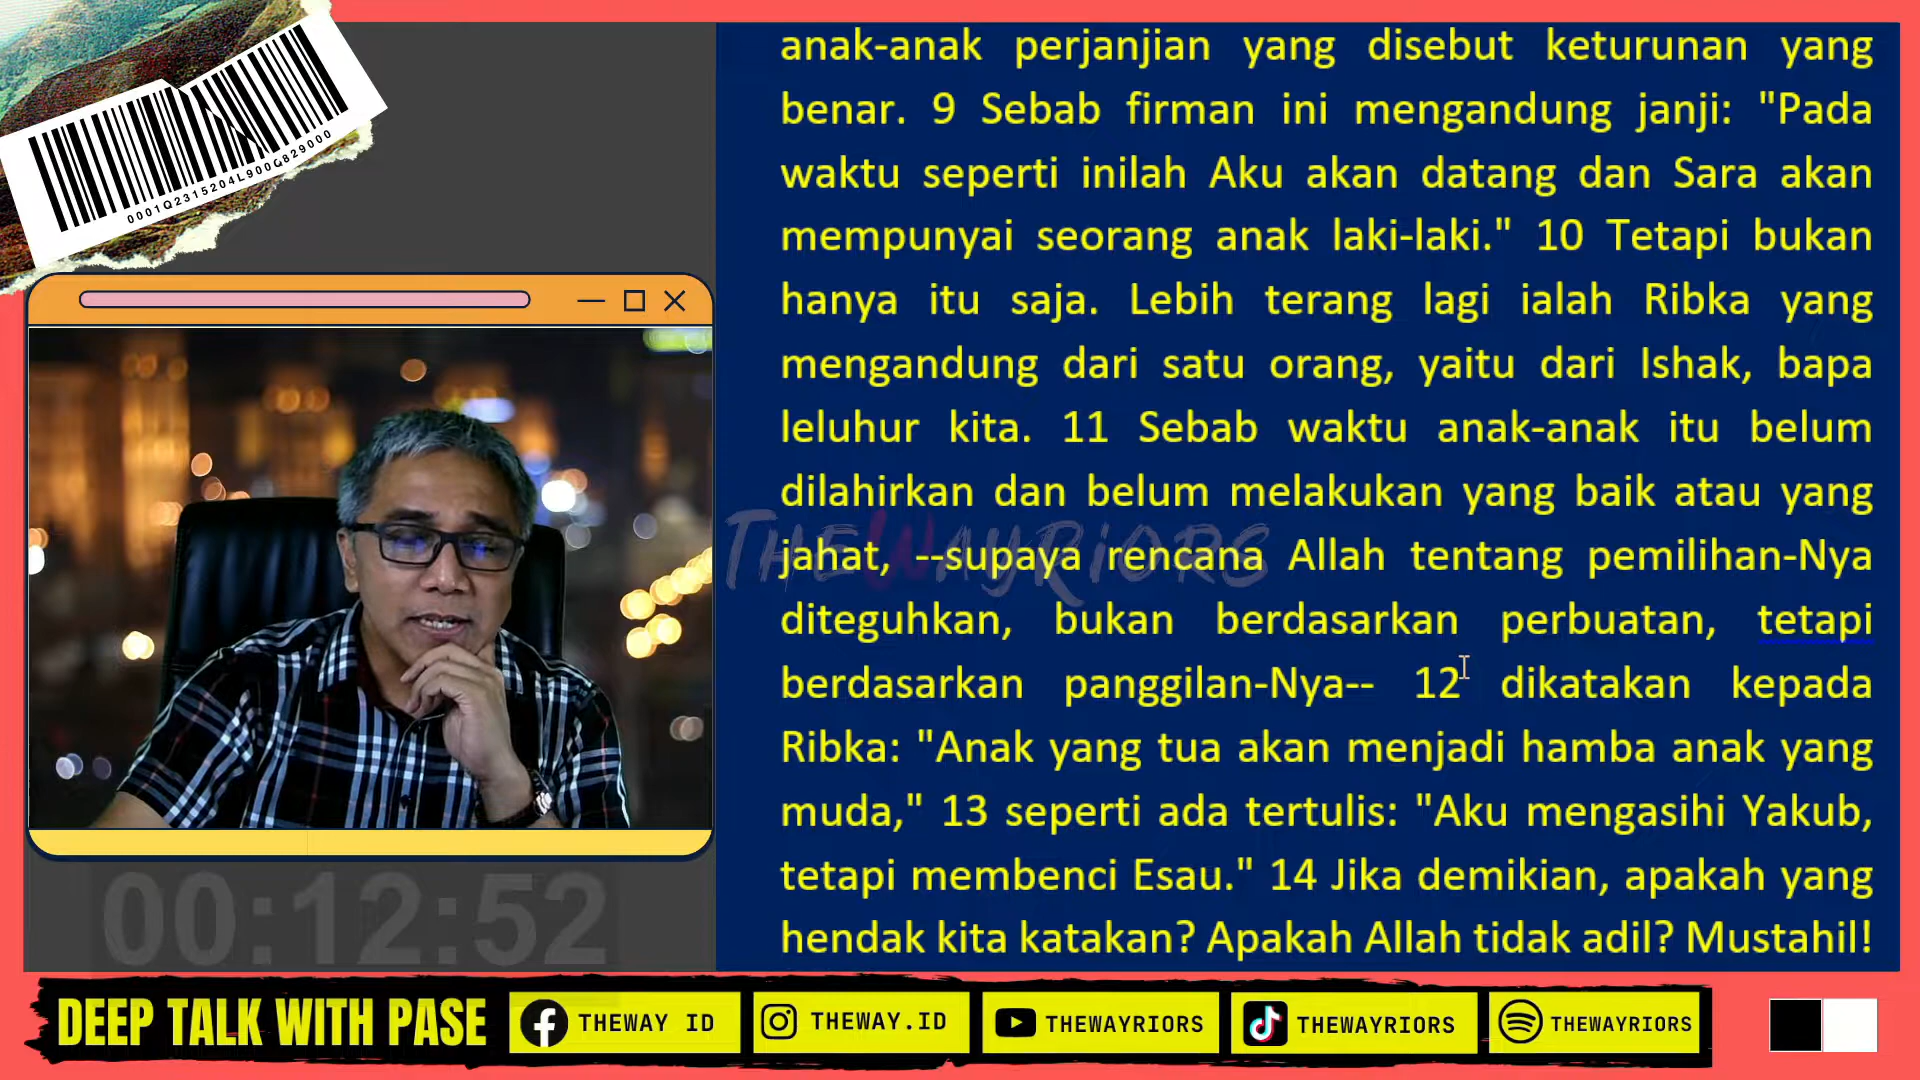 0001Q2315204L900Q829000
anak-anak perjanjian yang disebut keturunan yang
benar. 9 Sebab firman ini mengandung janji: "Pada
waktu seperti inilah Aku akan datang dan Sara akan
mempunyai seorang anak laki-laki." 10 Tetapi bukan
hanya itu saja. Lebih terang lagi ialah Ribka yang
mengandung dari satu orang, yaitu dari Ishak, bapa
leluhur kita. 11 Sebab waktu anak-anak itu belum
dilahirkan dan belum melakukan yang baik atau yang
jahat, --supaya rencana Allah tentang pemilihan-Nya
diteguhkan, bukan berdasarkan perbuatan, tetapi
berdasarkan panggilan-Nya-- 12 dikatakan kepada
Ribka: "Anak yang tua akan menjadi hamba anak yang
muda," 13 seperti ada tertulis: "Aku mengasihi Yakub,
tetapi membenci Esau." 14 Jika demikian, apakah yang
hendak kita katakan? Apakah Allah tidak adil? Mustahil!
THEWAYRIORS
00:12:52
DEEP TALK WITH PASE
THEWAY ID
THEWAY.ID
THEWAYRIORS
THEWAYRIORS
THEWAYRIORS